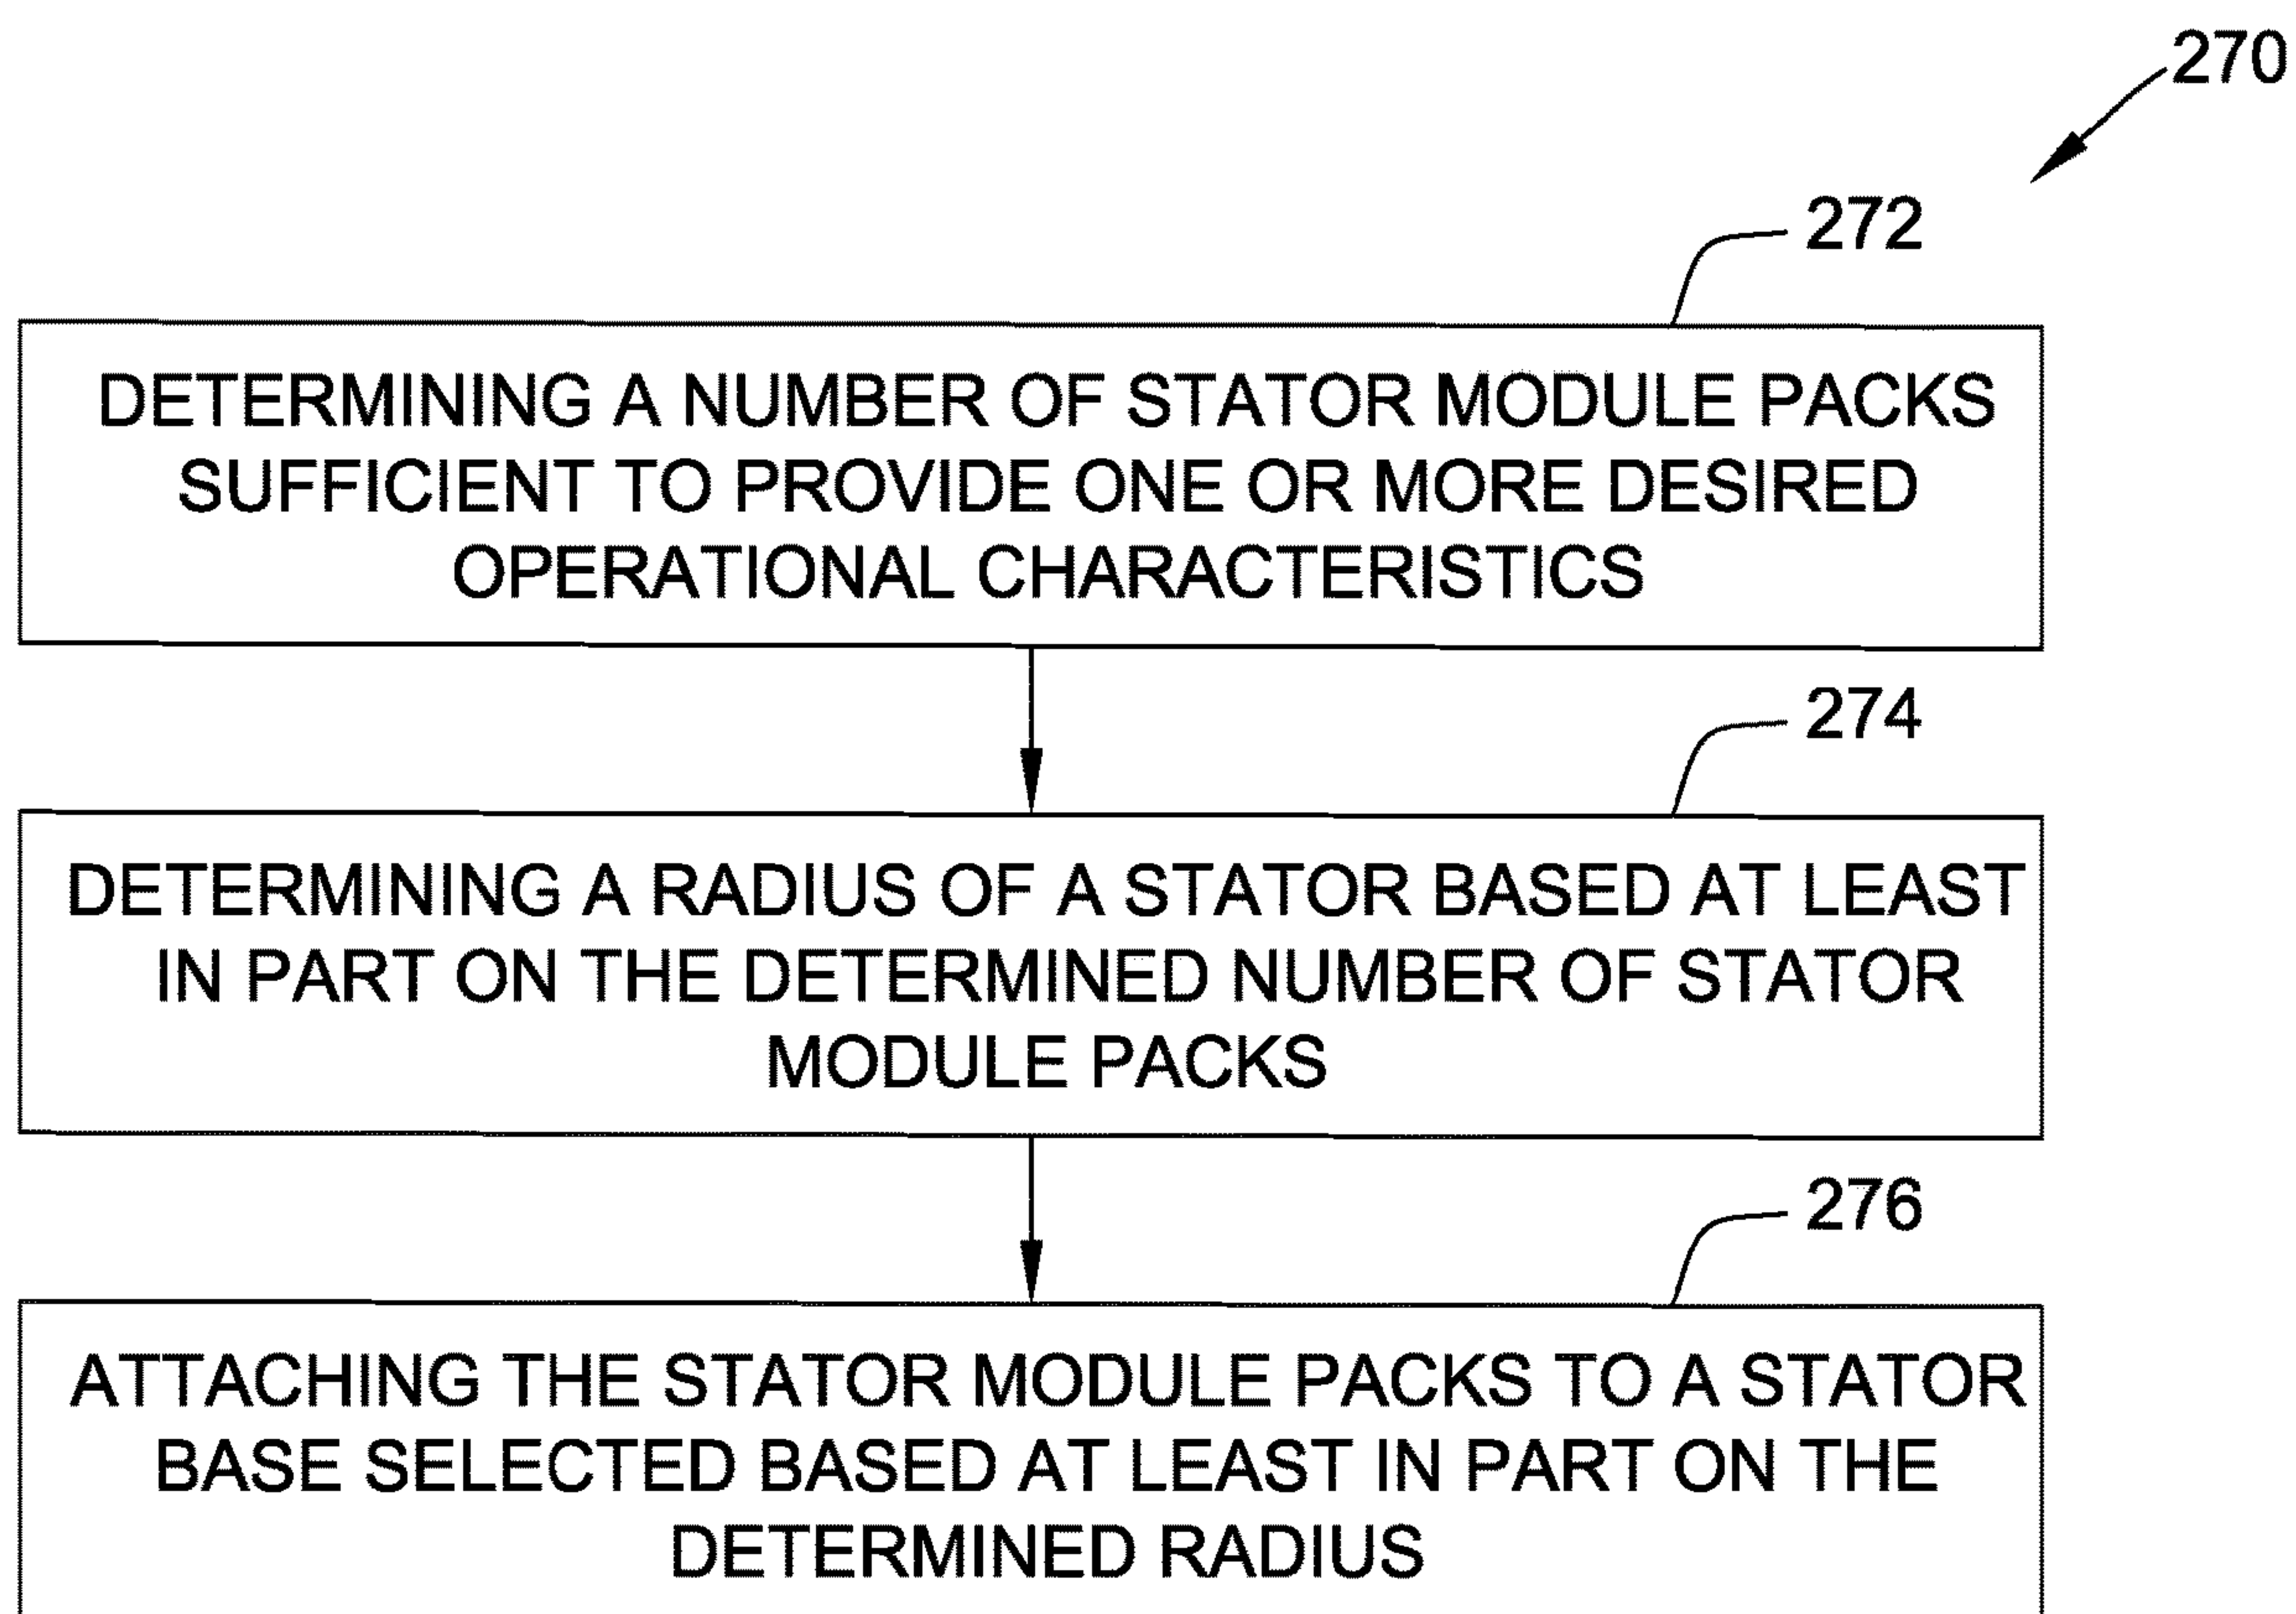 270
272
DETERMINING A NUMBER OF STATOR MODULE PACKS
SUFFICIENT TO PROVIDE ONE OR MORE DESIRED
OPERATIONAL CHARACTERISTICS
274
DETERMINING A RADIUS OF A STATOR BASED AT LEAST
IN PART ON THE DETERMINED NUMBER OF STATOR
MODULE PACKS
276
ATTACHING THE STATOR MODULE PACKS TO A STATOR
BASE SELECTED BASED AT LEAST IN PART ON THE
DETERMINED RADIUS